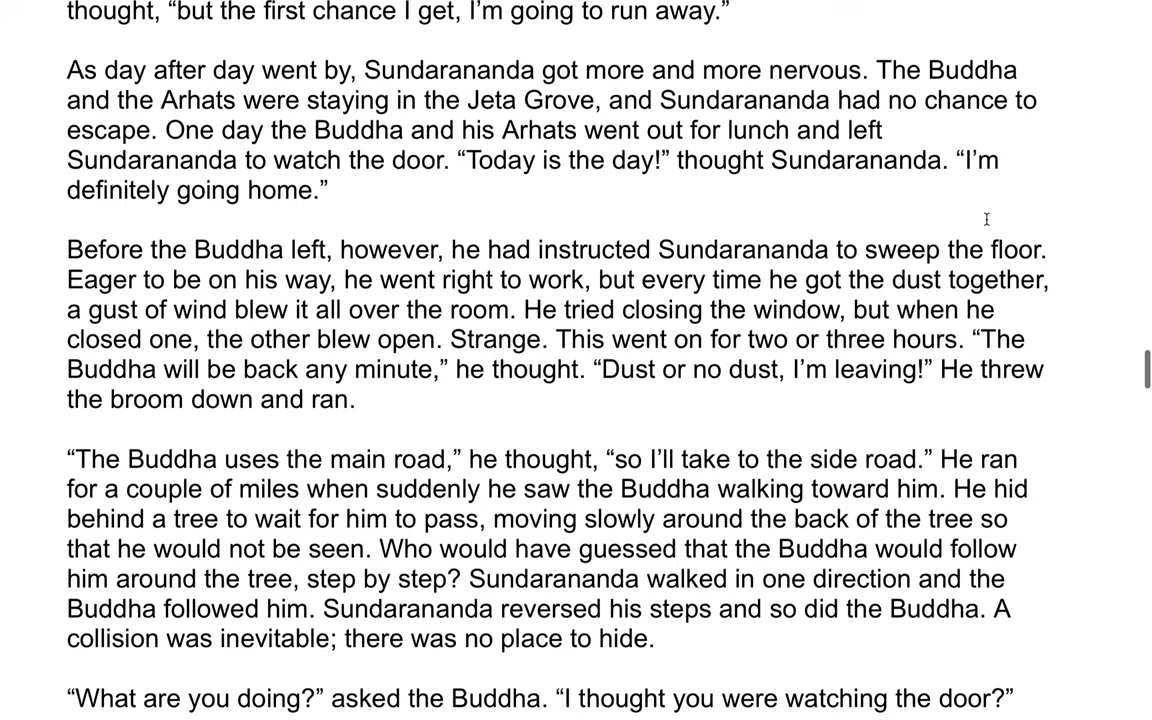 thought, “but the first chance I get, I’m going to run away.”
As day after day went by, Sundarananda got more and more nervous. The Buddha
and the Arhats were staying in the Jeta Grove, and Sundarananda had no chance to
escape. One day the Buddha and his Arhats went out for lunch and left
Sundarananda to watch the door. “Today is the day!” thought Sundarananda. “I’m
definitely going home.”
Before the Buddha left, however, he had instructed Sundarananda to sweep the floor.
Eager to be on his way, he went right to work, but every time he got the dust together,
a gust of wind blew it all over the room. He tried closing the window, but when he
closed one, the other blew open. Strange. This went on for two or three hours. “The
Buddha will be back any minute,” he thought. “Dust or no dust, I’m leaving!” He threw
the broom down and ran.
“The Buddha uses the main road,” he thought, “so I’ll take to the side road.” He ran
for a couple of miles when suddenly he saw the Buddha walking toward him. He hid
behind a tree to wait for him to pass, moving slowly around the back of the tree so
that he would not be seen. Who would have guessed that the Buddha would follow
him around the tree, step by step? Sundarananda walked in one direction and the
Buddha followed him. Sundarananda reversed his steps and so did the Buddha. A
collision was inevitable; there was no place to hide.
“What are you doing?” asked the Buddha. “I thought you were watching the door?”